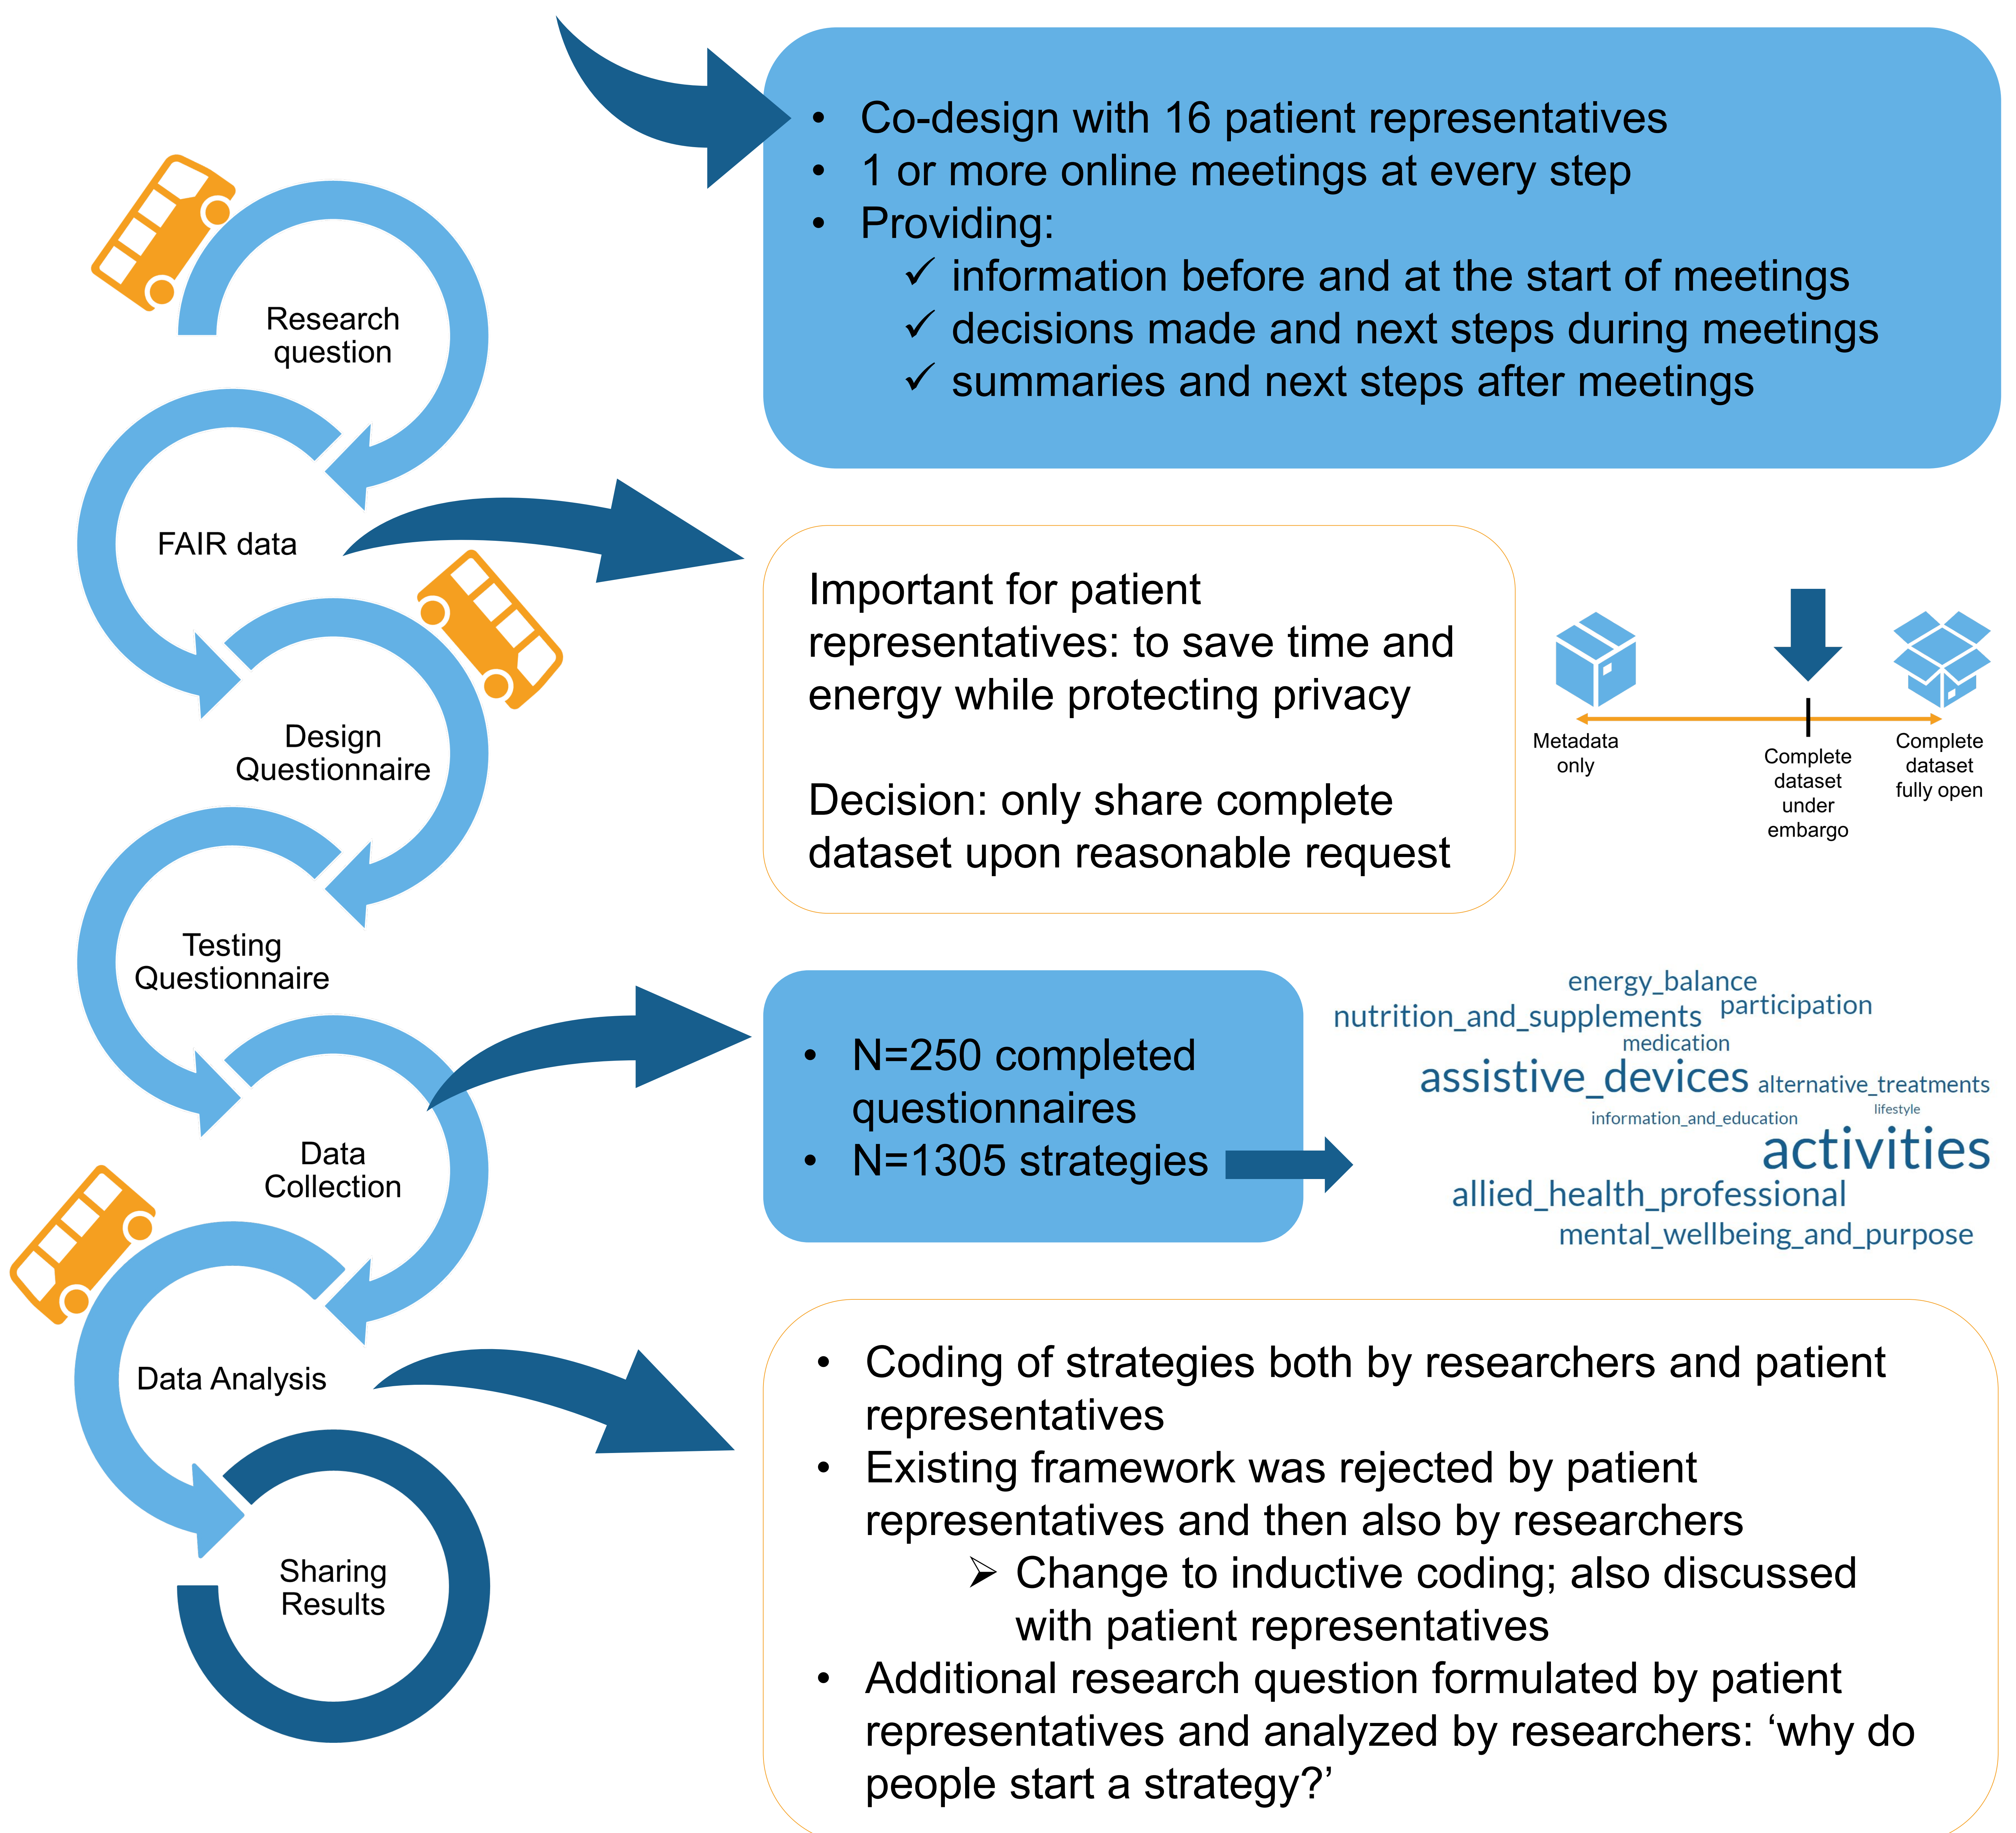 • Co-design with 16 patient representatives
• 1 or more online meetings at every step
• Providing:
✓ information before and at the start of meetings
✓ decisions made and next steps during meetings
✓ summaries and next steps after meetings
Research
question
FAIR data
Important for patient
representatives: to save time and
energy while protecting privacy
Decision: only share complete
dataset upon reasonable request
Metadata
only
Complete
dataset
under
embargo
Complete
dataset
fully open
Design
Questionnaire
Testing
Questionnaire
• N=250 completed
questionnaires
• N=1305 strategies
energy_balance
nutrition_and_supplements
participation
medication
assistive_devices
alternative_treatments
lifestyle
information_and_education
activities
allied_health_professional
mental_wellbeing_and_purpose
Data
Collection
Data Analysis
• Coding of strategies both by researchers and patient
representatives
• Existing framework was rejected by patient
representatives and then also by researchers
➢ Change to inductive coding; also discussed
with patient representatives
• Additional research question formulated by patient
representatives and analyzed by researchers: ‘why do
people start a strategy?’
Sharing
Results